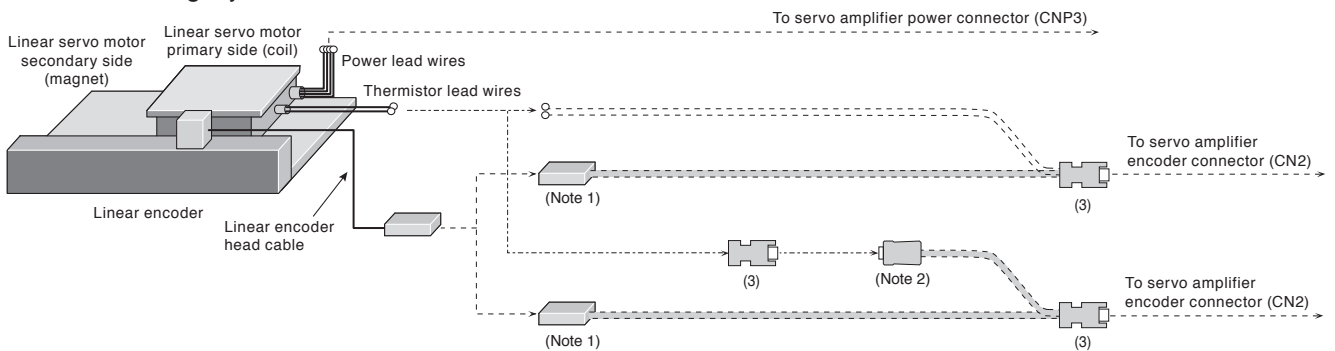 To servo amplifier power connector (CNP3)
Linear servo motor
secondary side
(magnet)
Linear servo motor
primary side (coil)
Power lead wires
Thermistor lead wires
To servo amplifier
encoder connector (CN2)
(Note 1)
(3)
Linear encoder
Linear encoder
head cable
(3)
(Note 2)
To servo amplifier
encoder connector (CN2)
(Note 1)
(3)